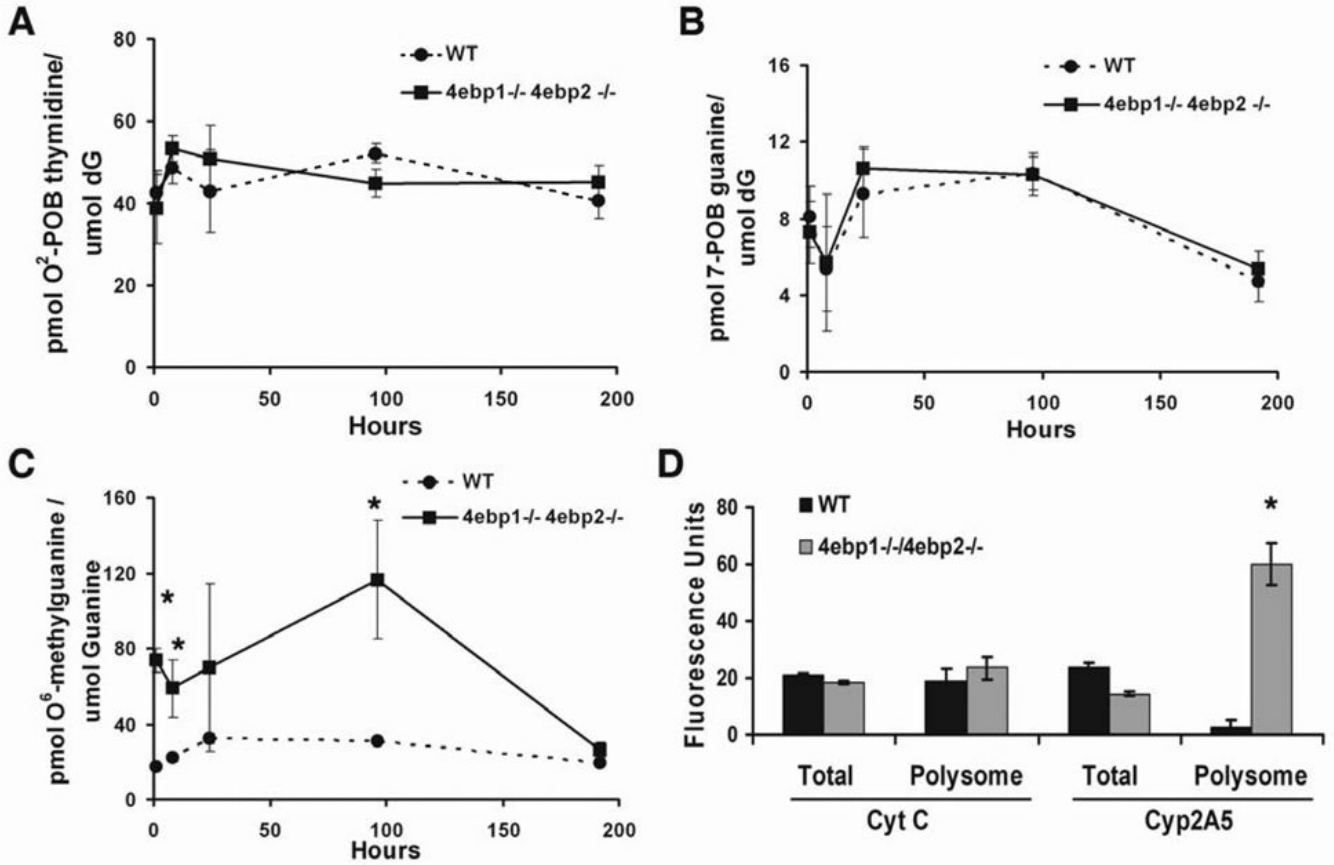 A
pmol O²-POB thymidine/
umol dG
80
60
40
20
0
WT
4ebp1-/- 4ebp2 -/-
0 50 100 150 200
Hours
B
pmol 7-POB guanine/
umol dG
16
12
8
4
0
WT
4ebp1-/- 4ebp2 -/-
0 50 100 150 200
Hours
C
pmol O⁶-methylguanine /
umol Guanine
160
120
80
40
0
WT
4ebp1-/- 4ebp2-/-
*
*
*
0 50 100 150 200
Hours
D
Fluorescence Units
80
60
40
20
0
WT
4ebp1-/-/4ebp2-/-
*
Total Polysome Total Polysome
Cyt C Cyp2A5